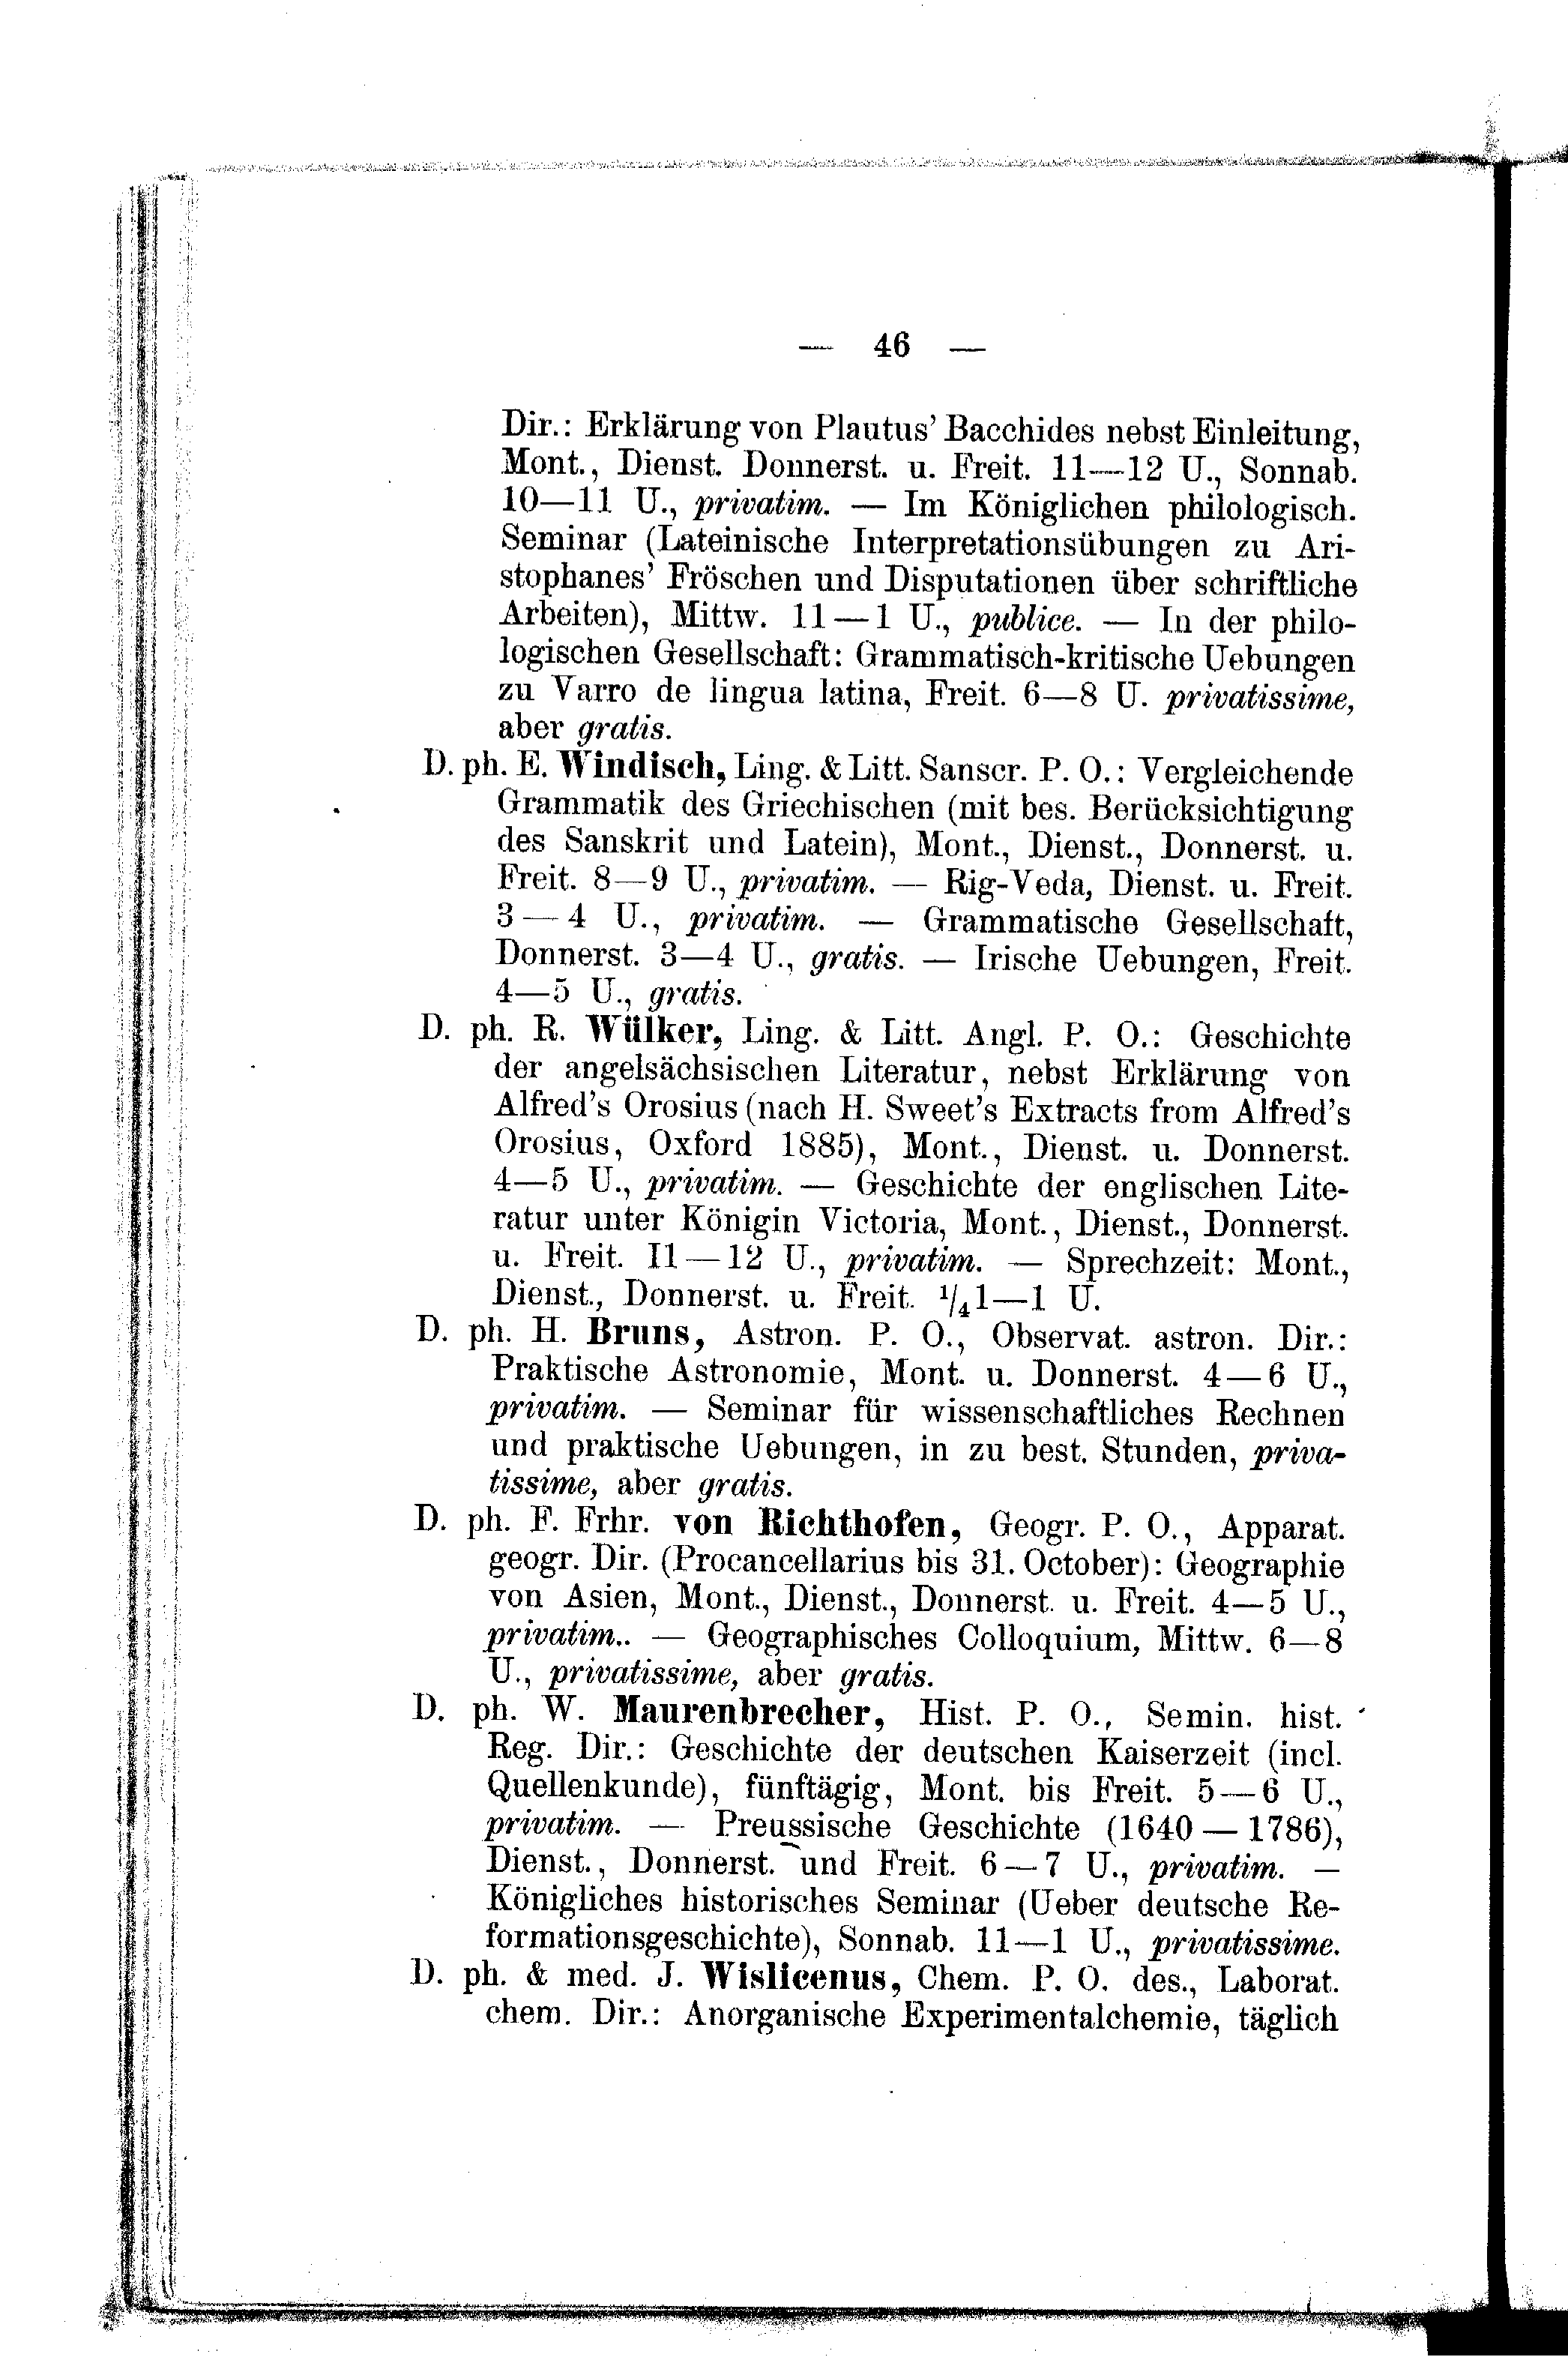 — 46 —
Dir.: Erklärung von Plautus' Bacchides nebst Einleitung,
Mont., Dienst. Donnerst. u. Freit. 11—12 U., Sonnab.
10—11 U., privatim. — Im Königlichen philologisch.
Seminar (Lateinische Interpretationsübungen zu Ari-
stophanes' Fröschen und Disputationen über schriftliche
Arbeiten), Mittw. 11—1 U., publice. — In der philo-
logischen Gesellschaft: Grammatisch-kritische Uebungen
zu Varro de lingua latina, Freit. 6—8 U. privatissime,
aber gratis.
D. ph. E. Windisch, Ling. & Litt. Sanscr. P. O.: Vergleichende
Grammatik des Griechischen (mit bes. Berücksichtigung
des Sanskrit und Latein), Mont., Dienst., Donnerst. u.
Freit. 8—9 U., privatim. — Rig-Veda, Dienst. u. Freit.
3—4 U., privatim. — Grammatische Gesellschaft,
Donnerst. 3—4 U., gratis. — Irische Uebungen, Freit.
4—5 U., gratis.
D. ph. R. Wülker, Ling. & Litt. Angl. P. O.: Geschichte
der angelsächsischen Literatur, nebst Erklärung von
Alfred's Orosius (nach H. Sweet's Extracts from Alfred's
Orosius, Oxford 1885), Mont., Dienst. u. Donnerst.
4—5 U., privatim. — Geschichte der englischen Lite-
ratur unter Königin Victoria, Mont., Dienst., Donnerst.
u. Freit. I1—12 U., privatim. — Sprechzeit: Mont.,
Dienst., Donnerst. u. Freit. 1/4 1—1 U.
D. ph. H. Bruns, Astron. P. O., Observat. astron. Dir.:
Praktische Astronomie, Mont. u. Donnerst. 4—6 U.,
privatim. — Seminar für wissenschaftliches Rechnen
und praktische Uebungen, in zu best. Stunden, priva-
tissime, aber gratis.
D. ph. F. Frhr. von Richthofen, Geogr. P. O., Apparat.
geogr. Dir. (Procancellarius bis 31. October): Geographie
von Asien, Mont., Dienst., Donnerst. u. Freit. 4—5 U.,
privatim.. — Geographisches Colloquium, Mittw. 6—8
U., privatissime, aber gratis.
D. ph. W. Maurenbrecher, Hist. P. O., Semin. hist.
Reg. Dir.: Geschichte der deutschen Kaiserzeit (incl.
Quellenkunde), fünftägig, Mont. bis Freit. 5—6 U.,
privatim. — Preussische Geschichte (1640—1786),
Dienst., Donnerst. und Freit. 6—7 U., privatim. —
Königliches historisches Seminar (Ueber deutsche Re-
formationsgeschichte), Sonnab. 11—1 U., privatissime.
D. ph. & med. J. Wislicenus, Chem. P. O. des., Laborat.
chem. Dir.: Anorganische Experimentalchemie, täglich